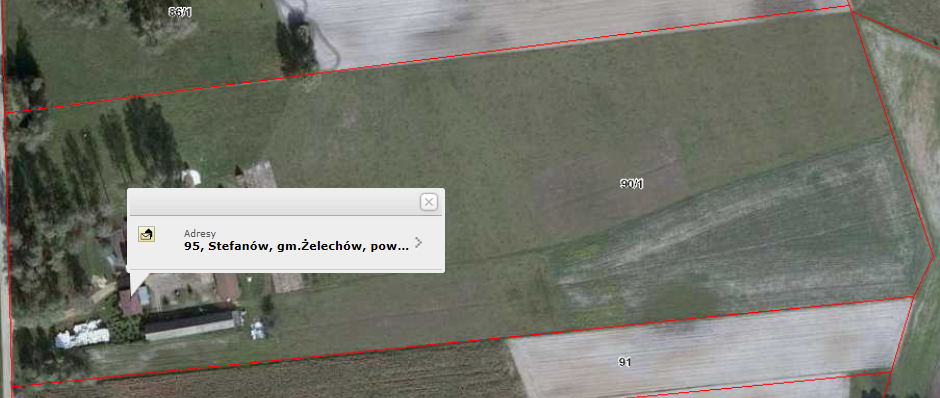 86/1
90/1
Adresy
95, Stefanów, gm.Żelechów, pow...
91